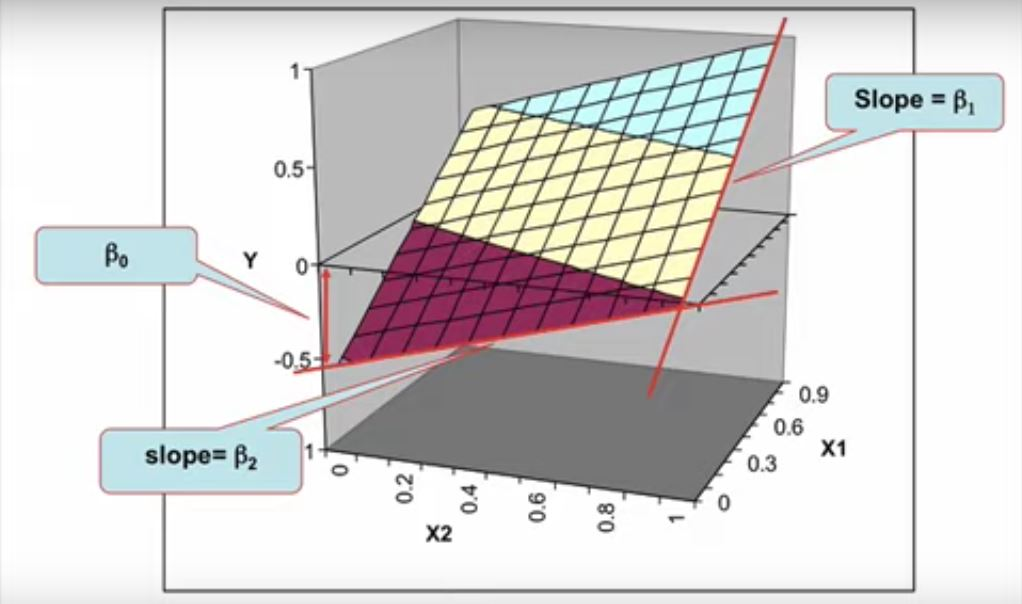 1
Slope = β₁
0.5
β₀
Y
0
-0.5
0.9
0.6
slope= β₂
X1
1
0.3
0
0
0.2
0.4
0.6
0.8
1
X2